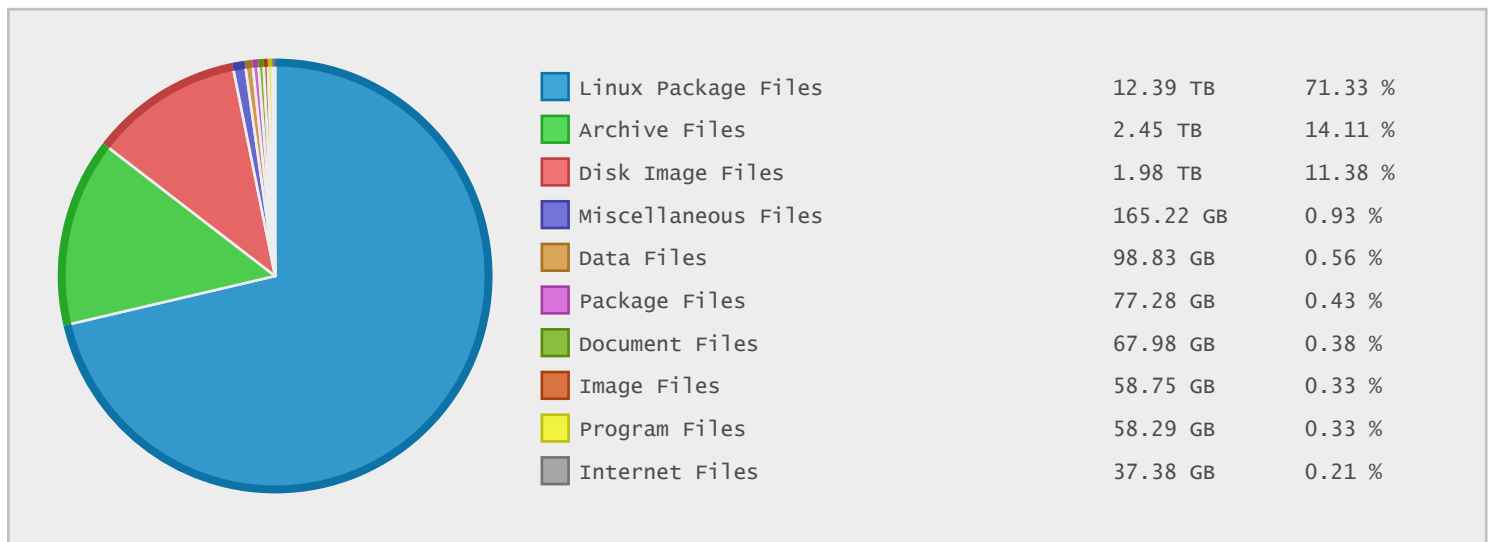 Linux Package Files 12.39 TB 71.33 %
Archive Files 2.45 TB 14.11 %
Disk Image Files 1.98 TB 11.38 %
Miscellaneous Files 165.22 GB 0.93 %
Data Files 98.83 GB 0.56 %
Package Files 77.28 GB 0.43 %
Document Files 67.98 GB 0.38 %
Image Files 58.75 GB 0.33 %
Program Files 58.29 GB 0.33 %
Internet Files 37.38 GB 0.21 %